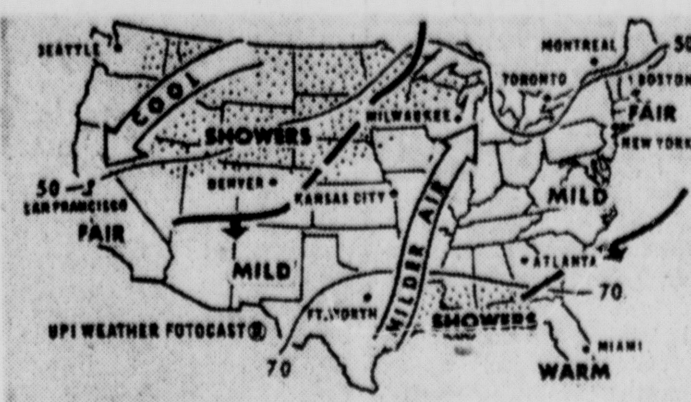 SEATTLE
MONTREAL
50
COOL
TORONTO
BOSTON
FAIR
SHOWERS
MILWAUKEE
NEW YORK
50
DENVER
KANSAS CITY
MILD
SAN FRANCISCO
FAIR
MILDER AIR
ATLANTA
MILD
70
FT. WORTH
SHOWERS
UPI WEATHER FOTOCAST
MIAMI
70
WARM